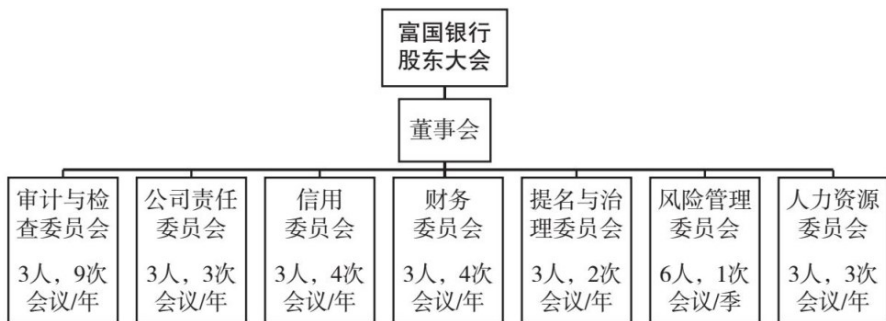 富国银行
股东大会
董事会
审计与检
查委员会
3人，9次
会议/年
公司责任
委员会
3人，3次
会议/年
信用
委员会
3人，4次
会议/年
财务
委员会
3人，4次
会议/年
提名与治
理委员会
3人，2次
会议/年
风险管理
委员会
6人，1次
会议/季
人力资源
委员会
3人，3次
会议/年